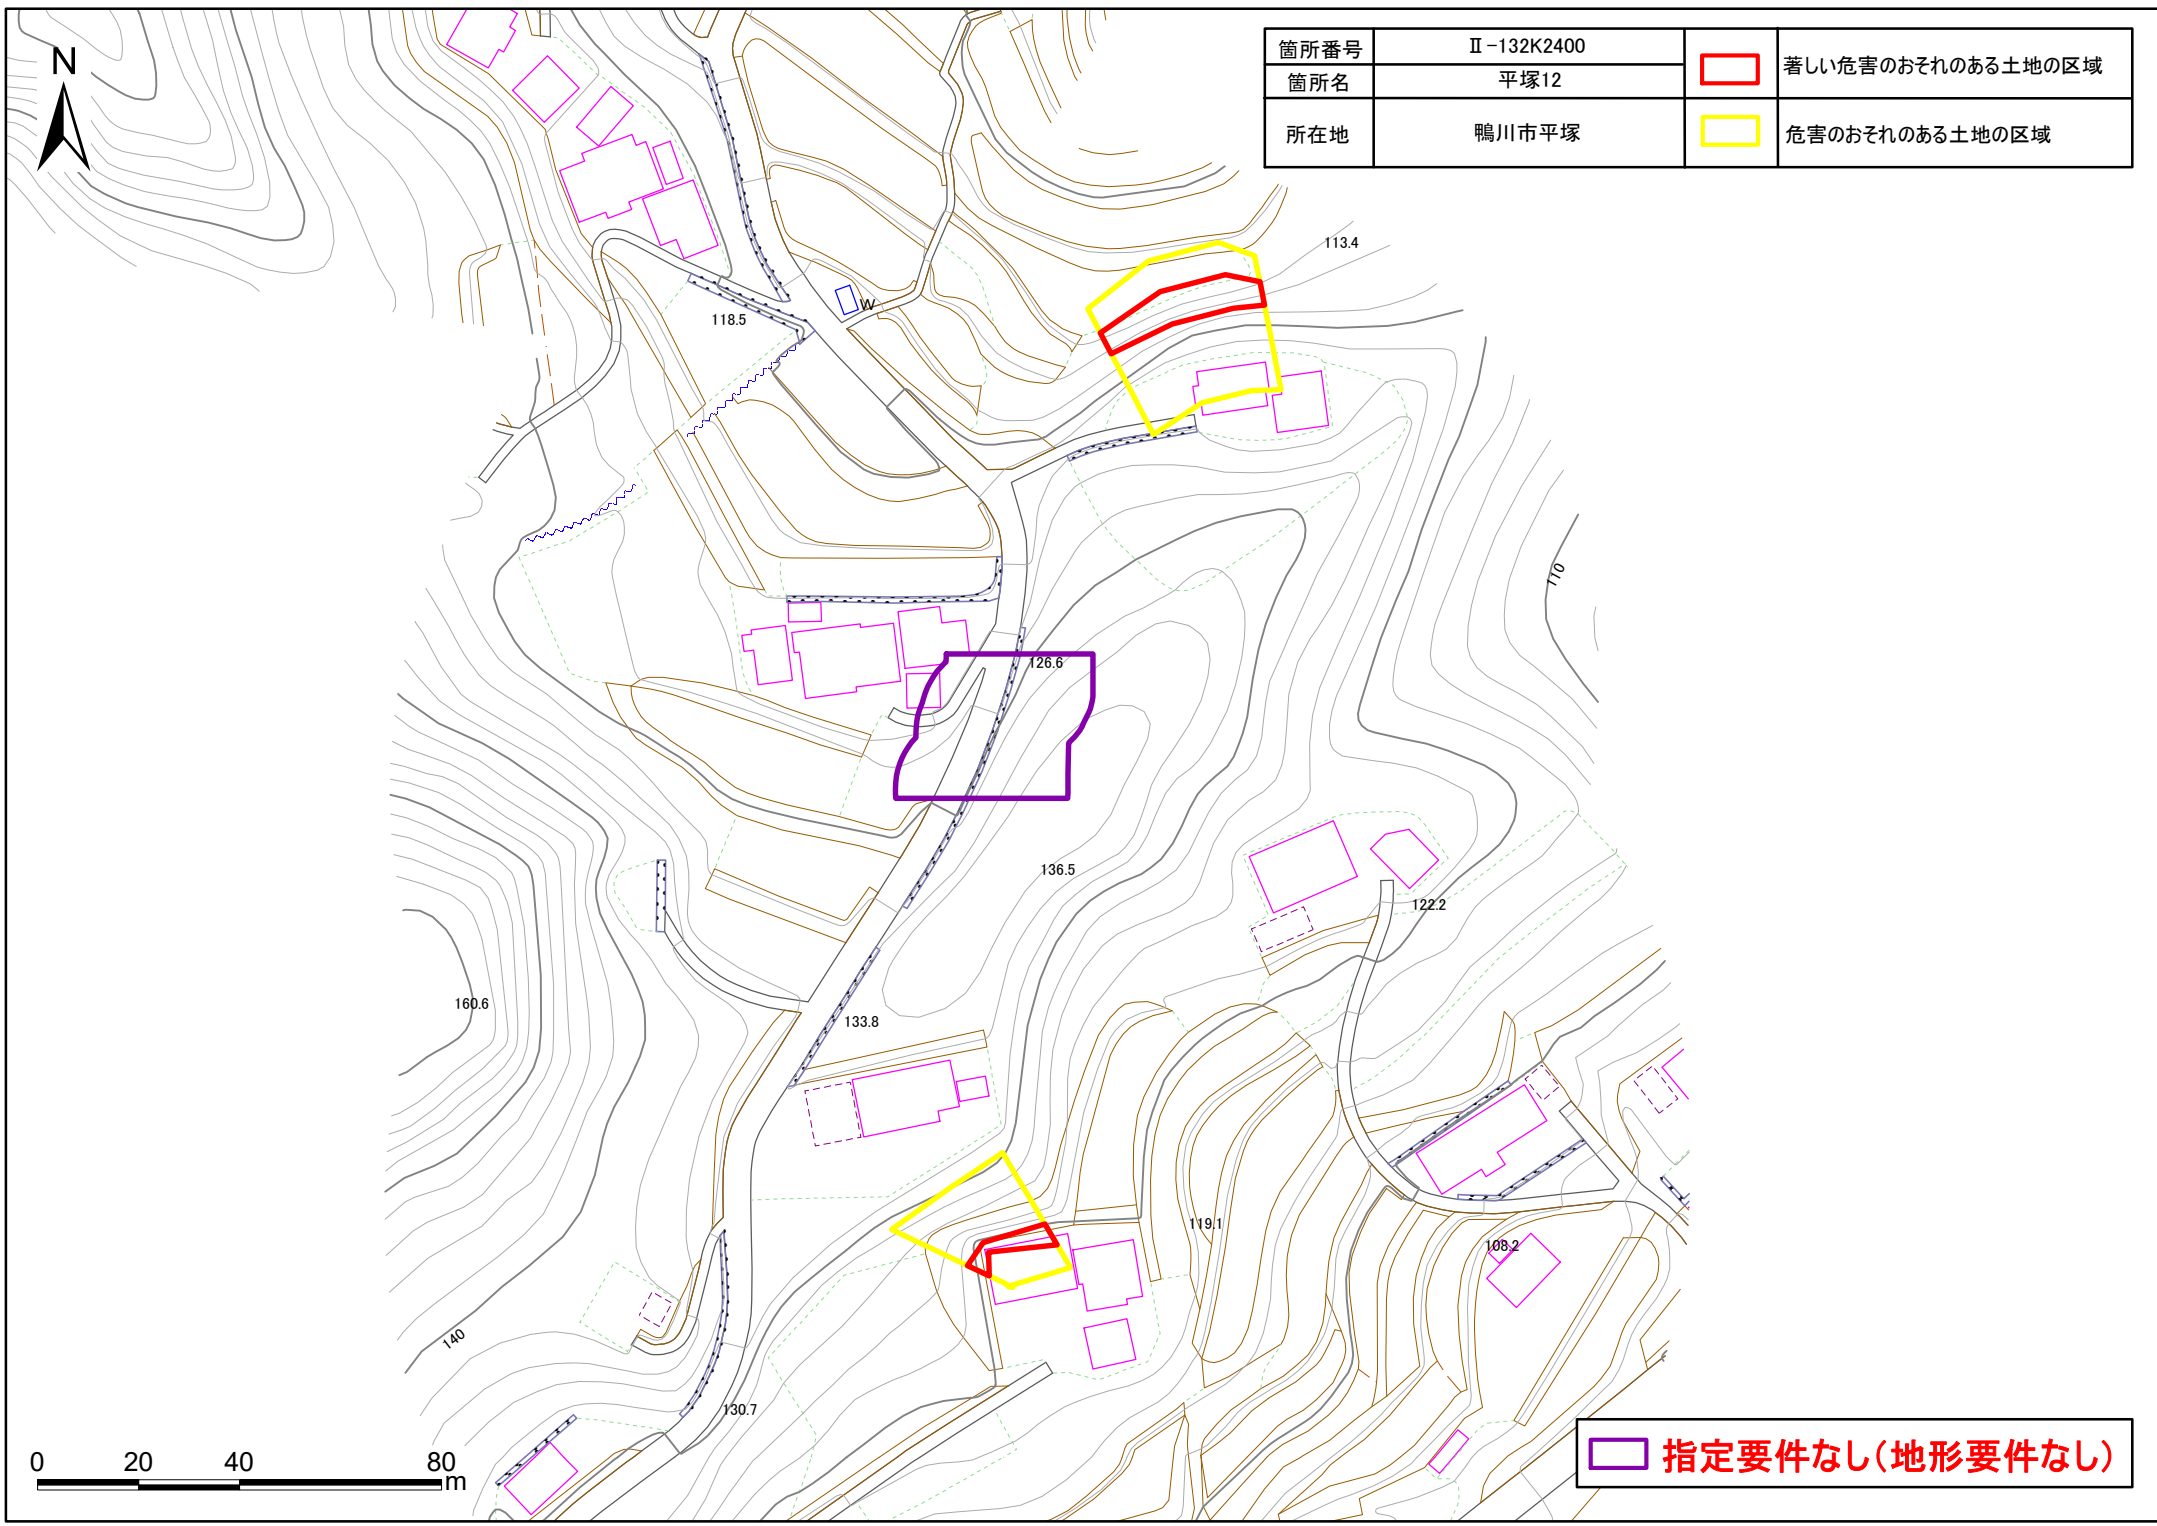 N
箇所番号 Ⅱ-132K2400 著しい危害のおそれのある土地の区域
箇所名 平塚12
所在地 鴨川市平塚 危害のおそれのある土地の区域
113.4
W
118.5
110
126.6
136.5
122.2
160.6
133.8
119.1
108.2
140
130.7
0 20 40 80
m
指定要件なし(地形要件なし)